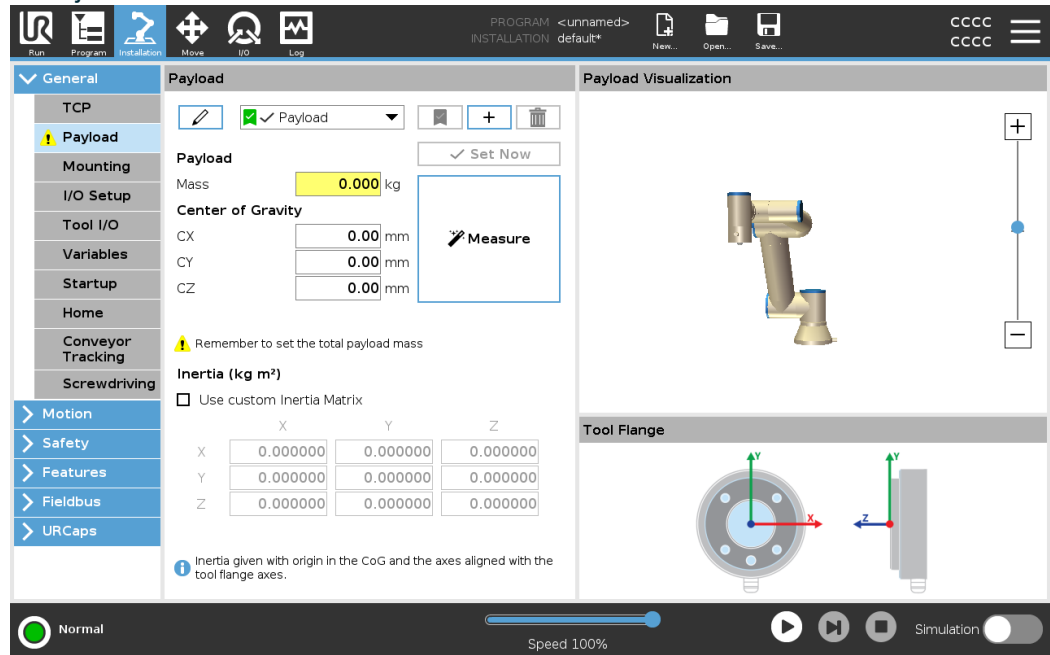 PROGRAM <unnamed>
INSTALLATION default*
CCCC
CCCC
Run
Program
Installation
Move
I/O
Log
New...
Open...
Save...
General
TCP
Payload
Mounting
I/O Setup
Tool I/O
Variables
Startup
Home
Conveyor
Tracking
Screwdriving
Motion
Safety
Features
Fieldbus
URCaps
Payload
Payload
+
Payload
Set Now
Mass 0.000 kg
Center of Gravity
CX 0.00 mm
CY 0.00 mm
CZ 0.00 mm
Measure
Remember to set the total payload mass
Inertia (kg m²)
Use custom Inertia Matrix
X Y Z
X 0.000000 0.000000 0.000000
Y 0.000000 0.000000 0.000000
Z 0.000000 0.000000 0.000000
Inertia given with origin in the CoG and the axes aligned with the
tool flange axes.
Payload Visualization
+
−
Tool Flange
Y
X
Y
Z
Normal
Speed 100%
Simulation